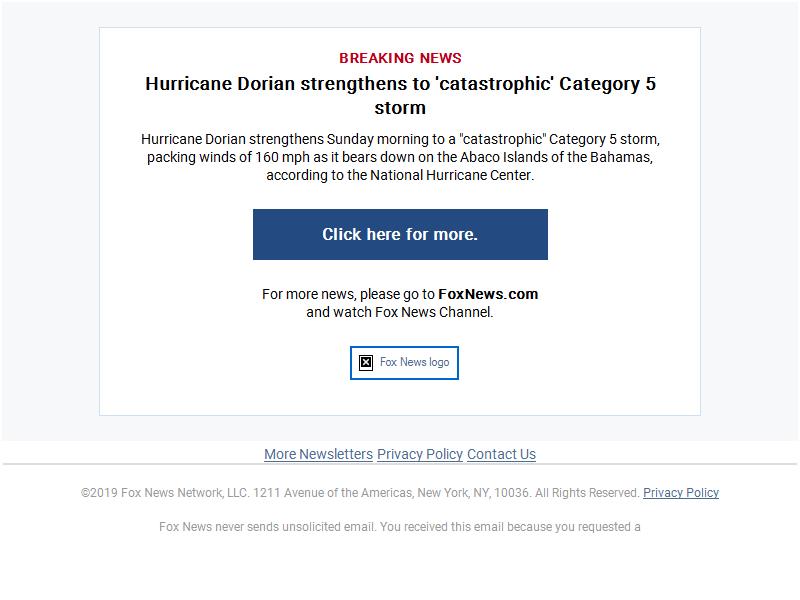 BREAKING NEWS
Hurricane Dorian strengthens to 'catastrophic' Category 5
storm
Hurricane Dorian strengthens Sunday morning to a "catastrophic" Category 5 storm,
packing winds of 160 mph as it bears down on the Abaco Islands of the Bahamas,
according to the National Hurricane Center.
Click here for more.
For more news, please go to FoxNews.com
and watch Fox News Channel.
Fox News logo
More Newsletters Privacy Policy Contact Us
©2019 Fox News Network, LLC. 1211 Avenue of the Americas, New York, NY, 10036. All Rights Reserved. Privacy Policy
Fox News never sends unsolicited email. You received this email because you requested a